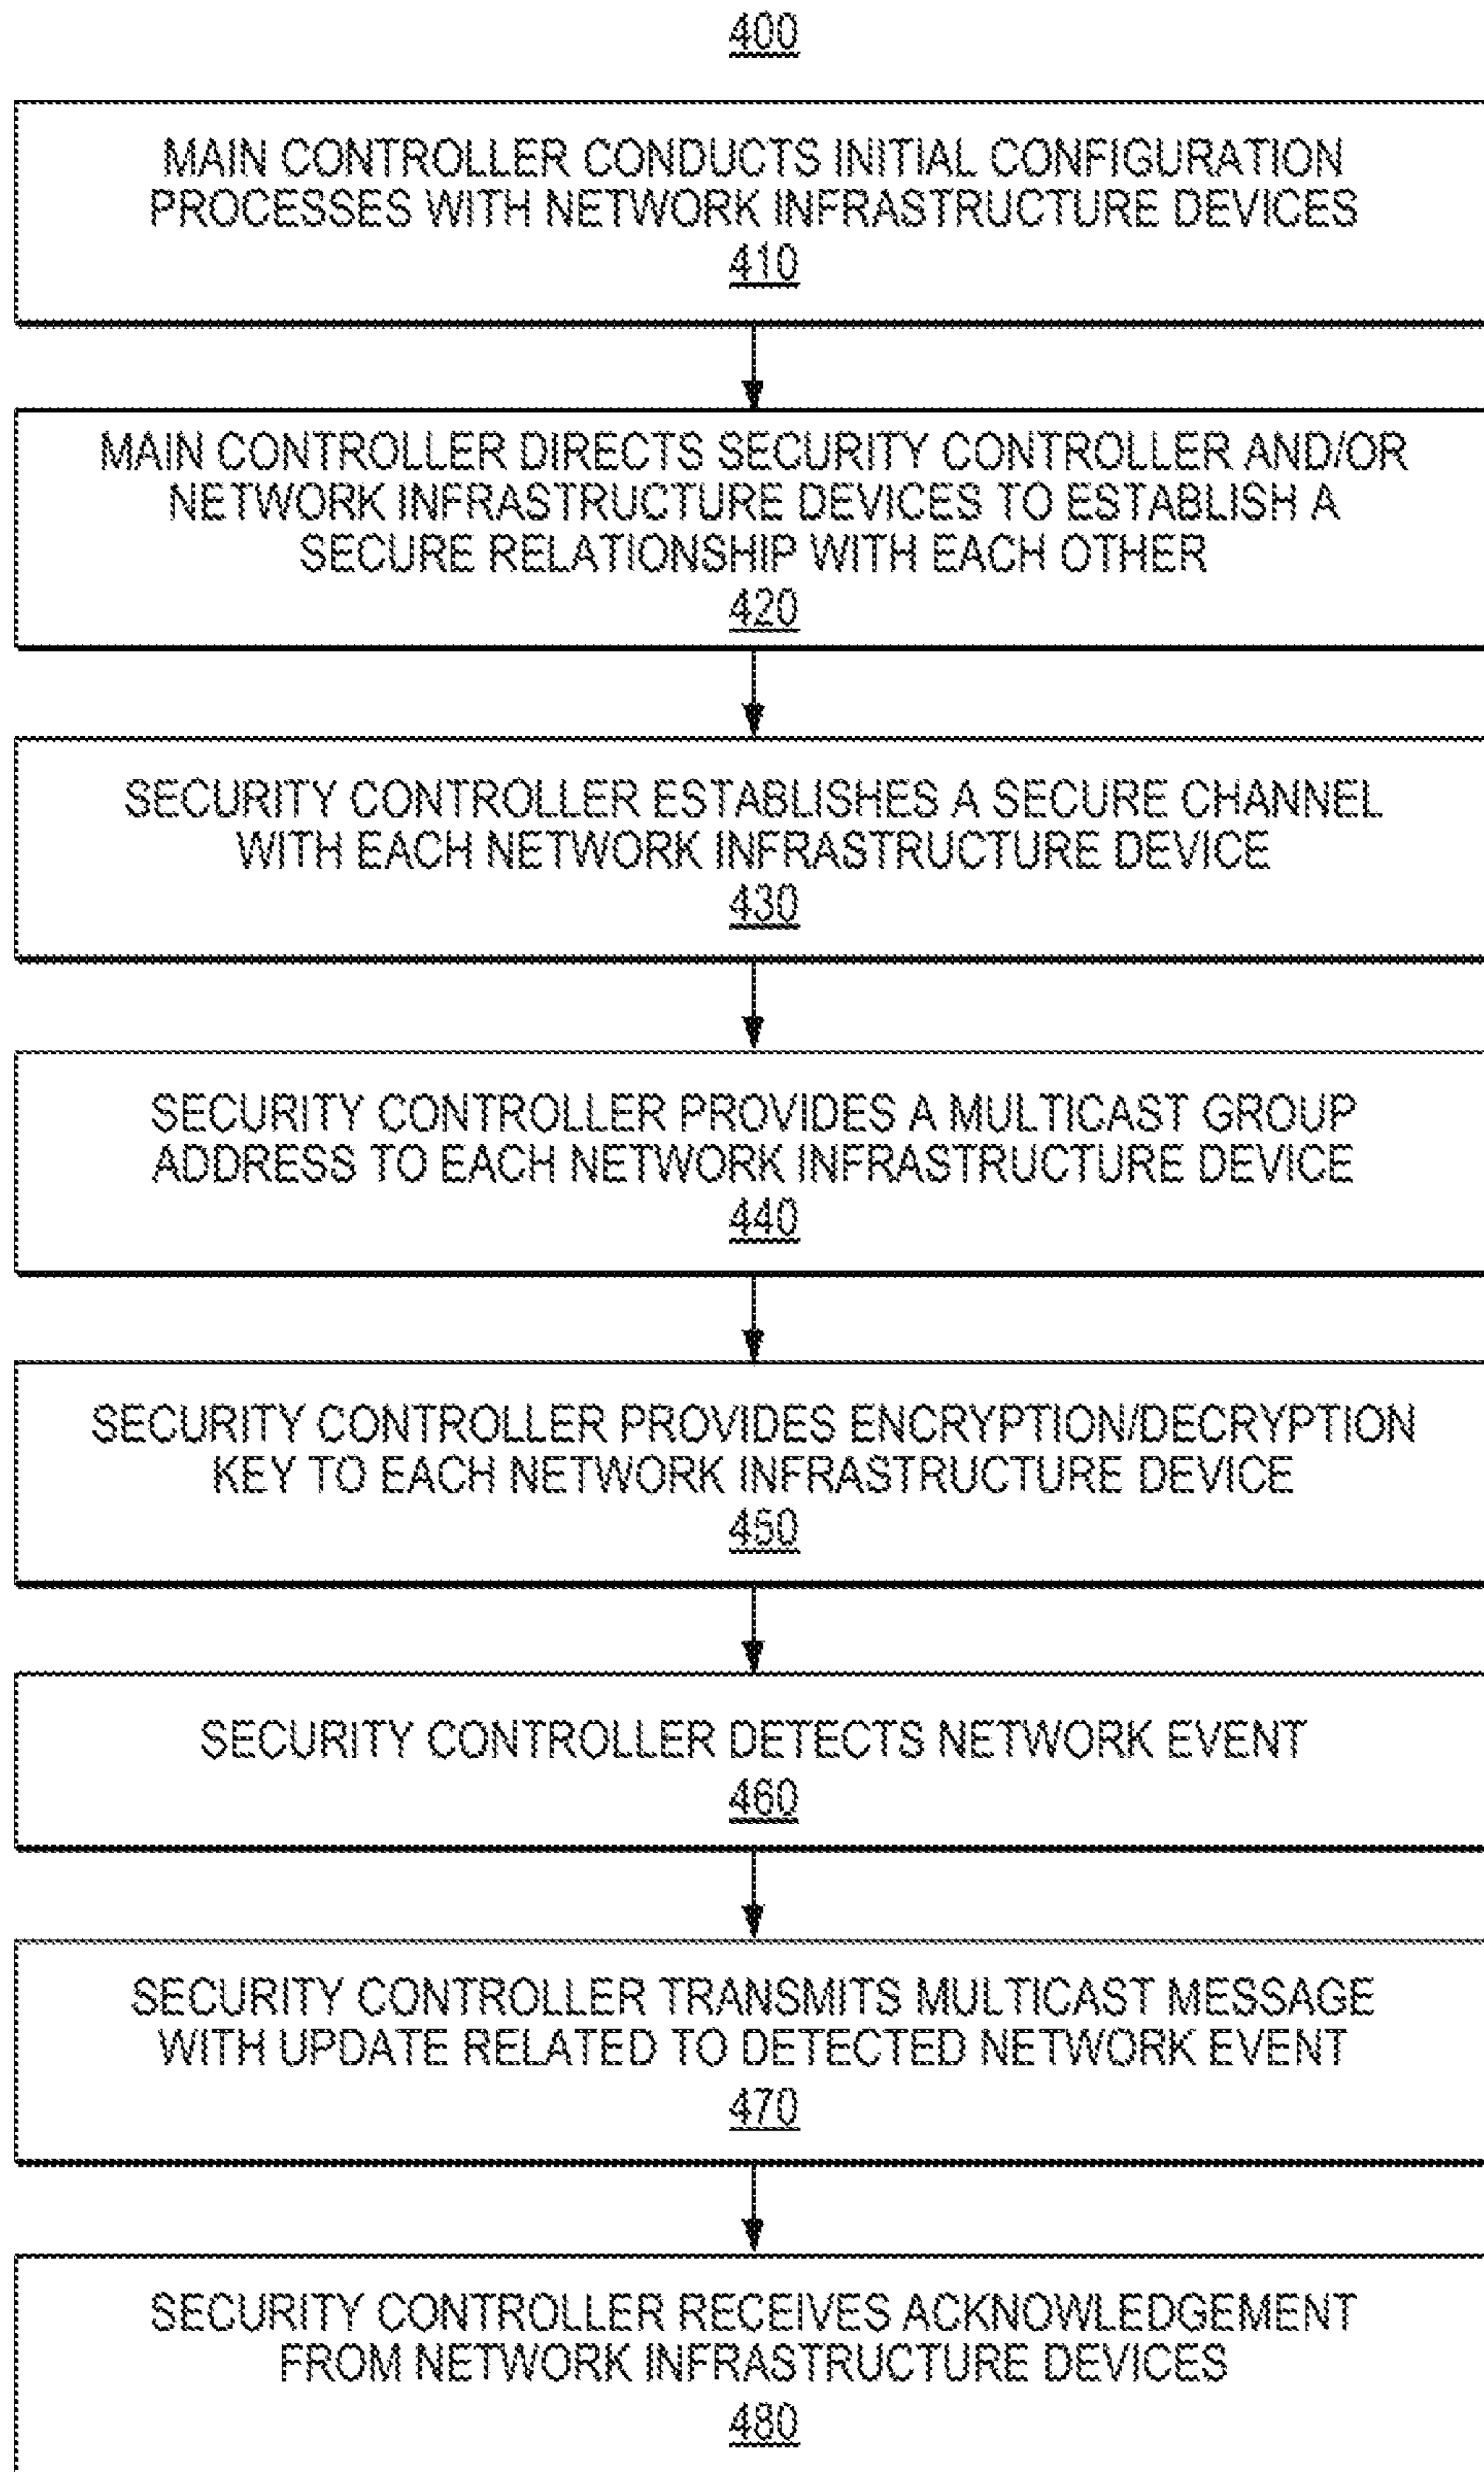 400
MAIN CONTROLLER CONDUCTS INITIAL CONFIGURATION
PROCESSES WITH NETWORK INFRASTRUCTURE DEVICES
410
MAIN CONTROLLER DIRECTS SECURITY CONTROLLER AND/OR
NETWORK INFRASTRUCTURE DEVICES TO ESTABLISH A
SECURE RELATIONSHIP WITH EACH OTHER
420
SECURITY CONTROLLER ESTABLISHES A SECURE CHANNEL
WITH EACH NETWORK INFRASTRUCTURE DEVICE
430
SECURITY CONTROLLER PROVIDES A MULTICAST GROUP
ADDRESS TO EACH NETWORK INFRASTRUCTURE DEVICE
440
SECURITY CONTROLLER PROVIDES ENCRYPTION/DECRYPTION
KEY TO EACH NETWORK INFRASTRUCTURE DEVICE
450
SECURITY CONTROLLER DETECTS NETWORK EVENT
460
SECURITY CONTROLLER TRANSMITS MULTICAST MESSAGE
WITH UPDATE RELATED TO DETECTED NETWORK EVENT
470
SECURITY CONTROLLER RECEIVES ACKNOWLEDGEMENT
FROM NETWORK INFRASTRUCTURE DEVICES
480